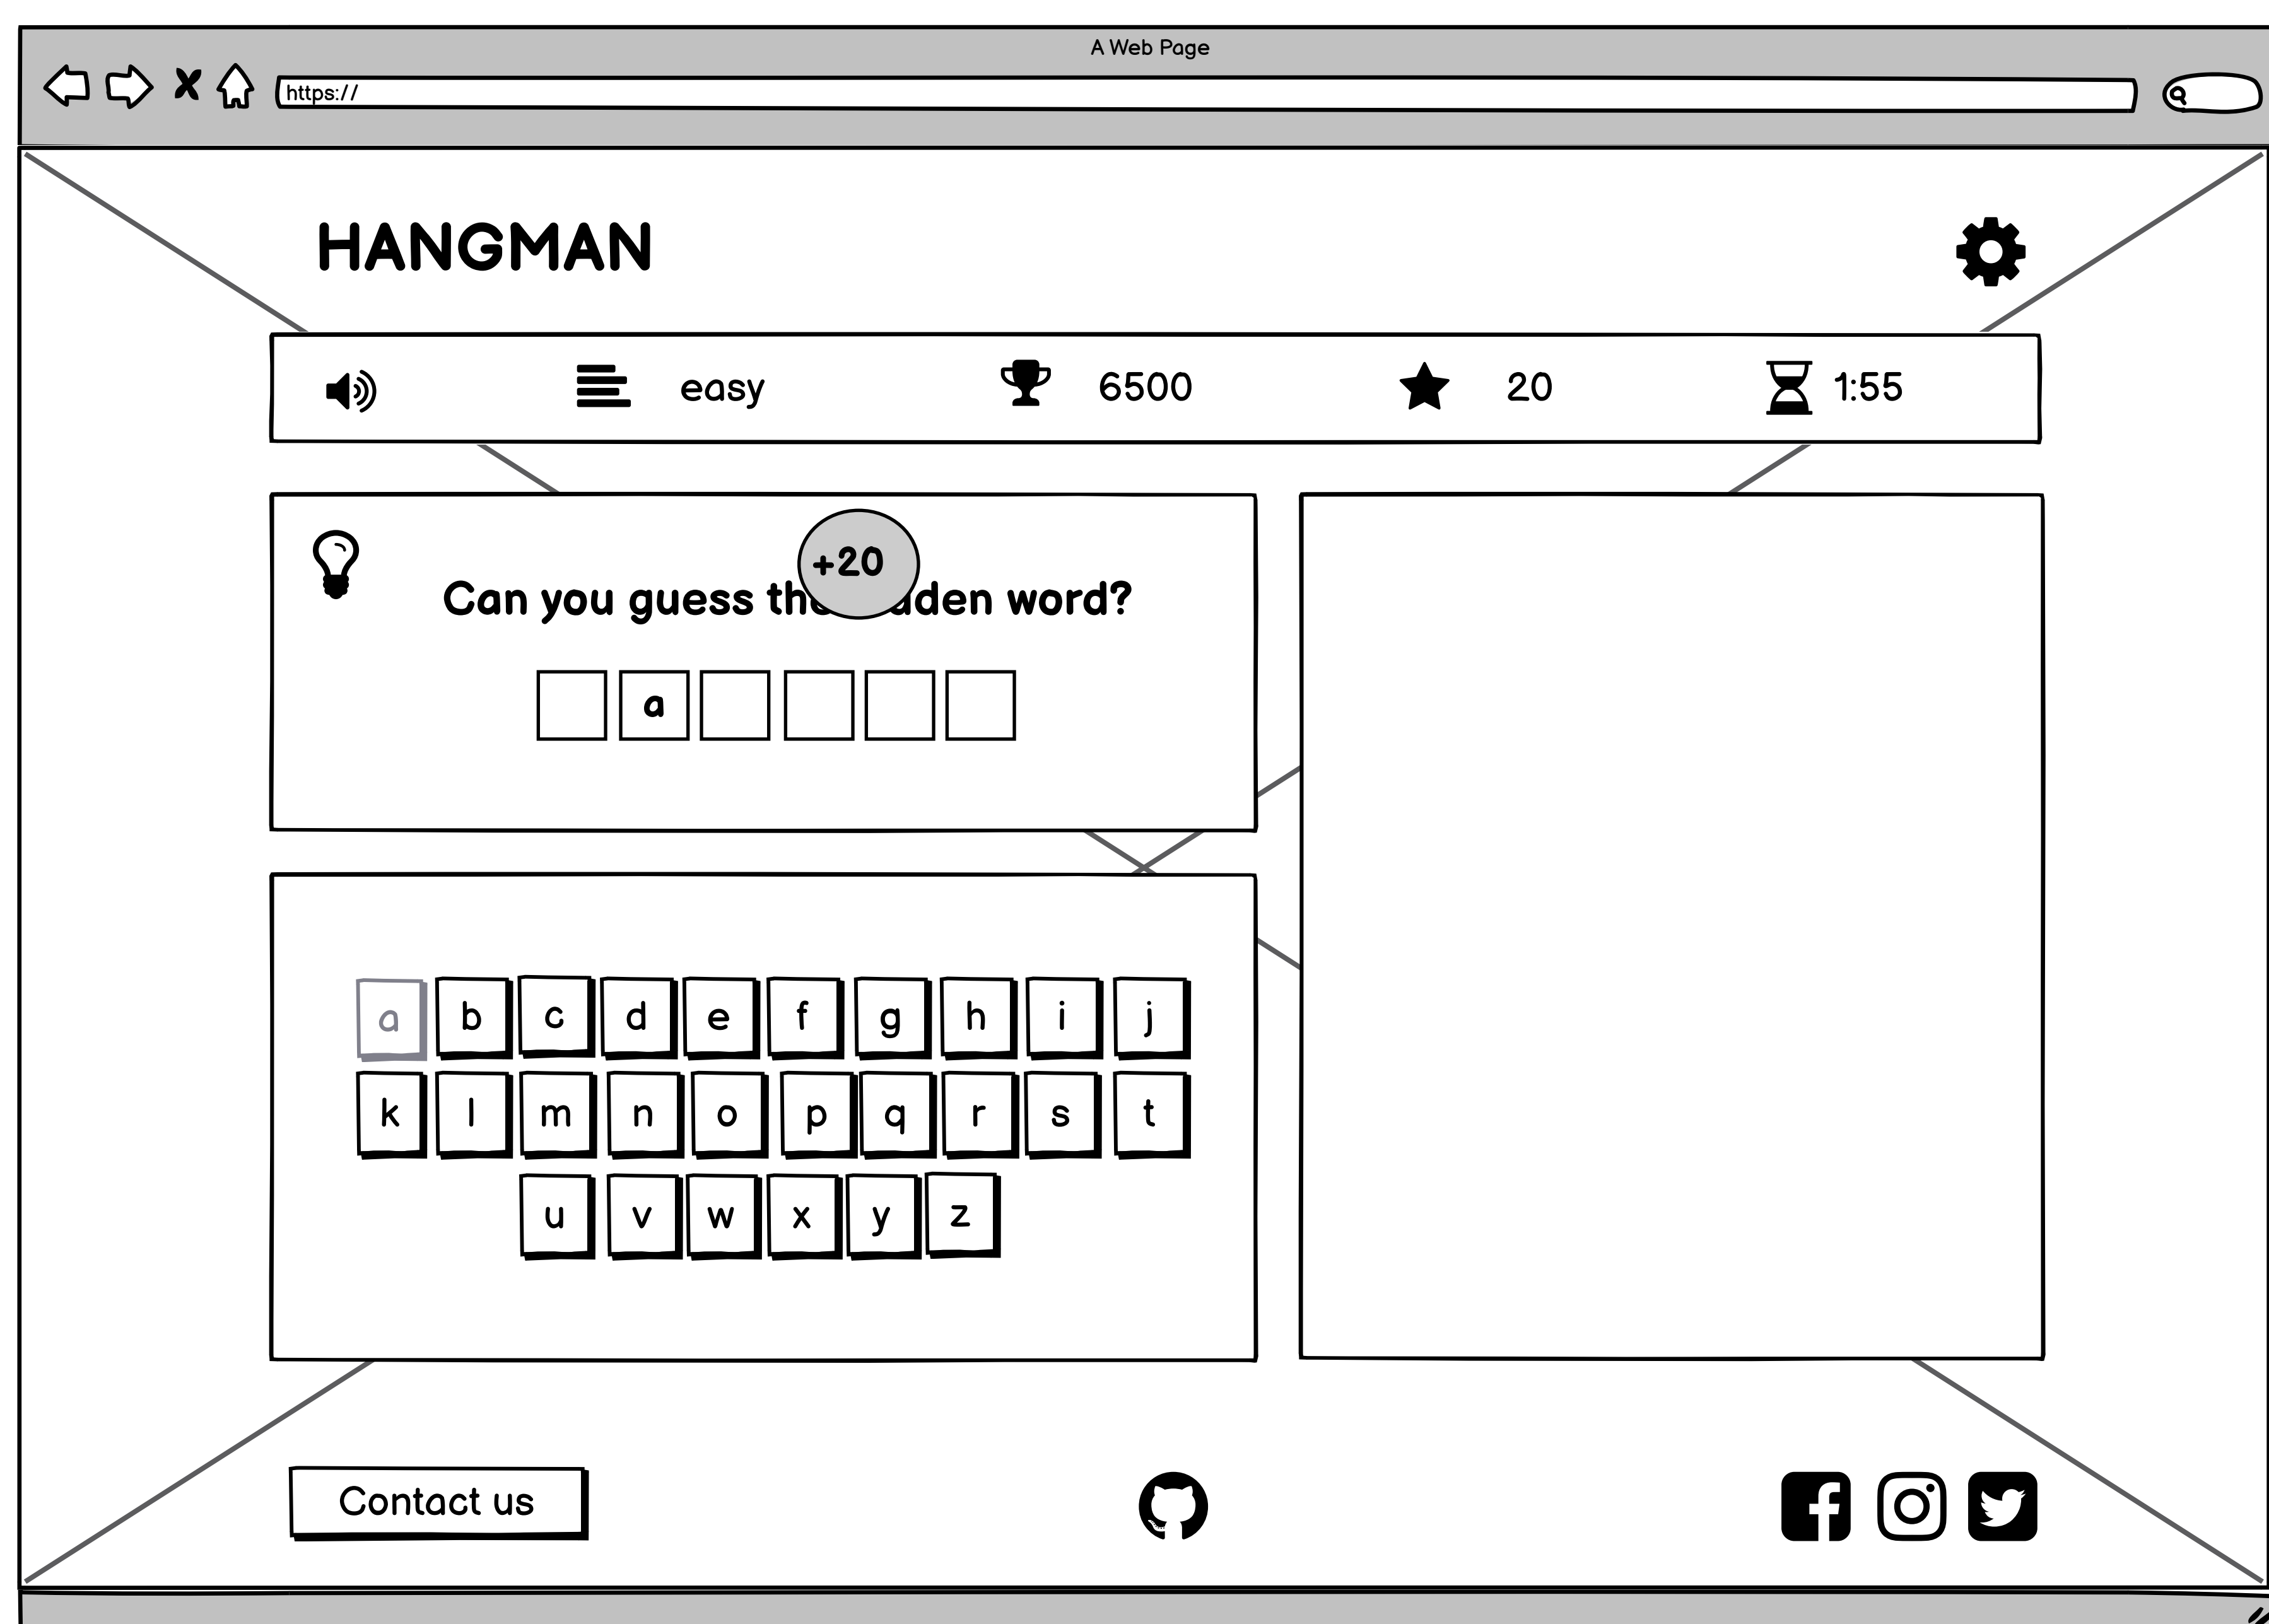 A Web Page
https://
HANGMAN
easy 6500 20 1:55
+20
Can you guess the den word?
a
a b c d e f g h i j
k l m n o p q r s t
u v w x y z
Contact us